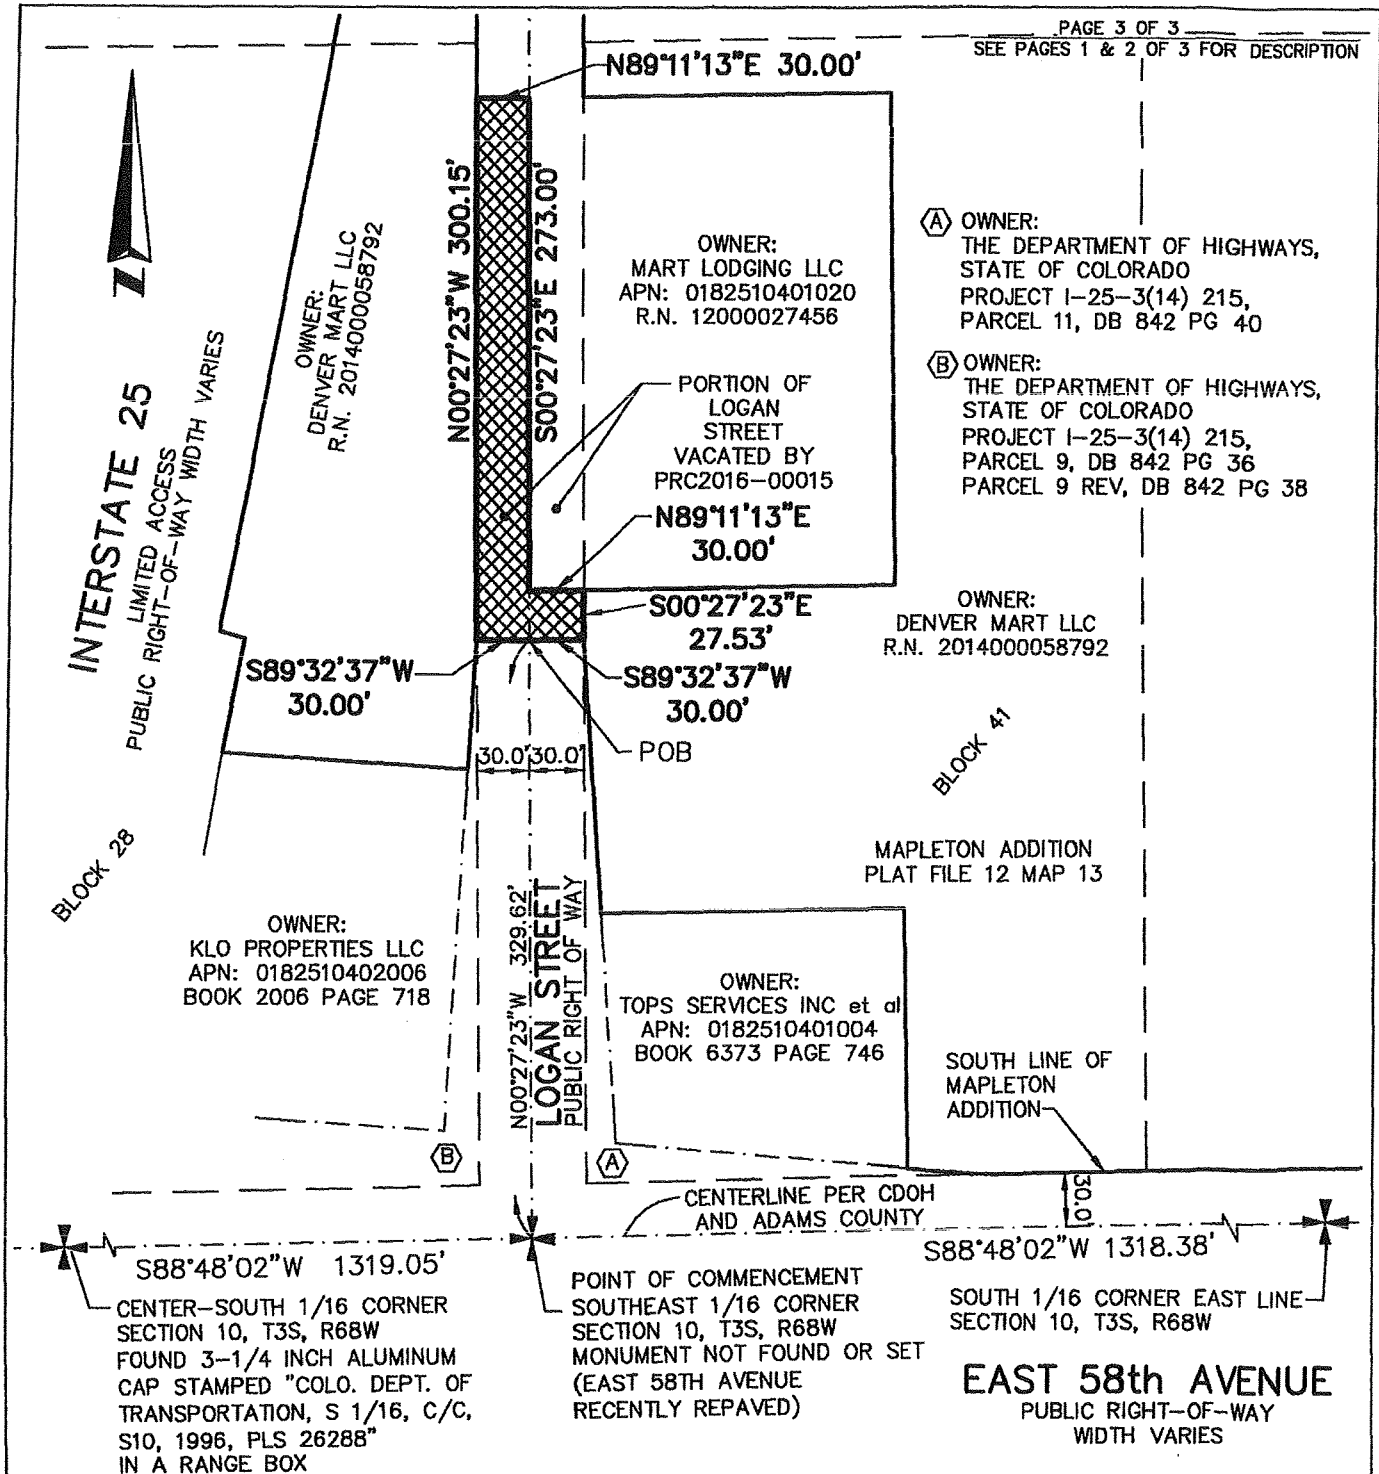 PAGE 3 OF 3
SEE PAGES 1 & 2 OF 3 FOR DESCRIPTION
N89°11'13"E 30.00'
N00°27'23"W 300.15'
S00°27'23"E 273.00'
OWNER:
DENVER MART LLC
R.N. 2014000058792
OWNER:
MART LODGING LLC
APN: 0182510401020
R.N. 12000027456
A OWNER:
THE DEPARTMENT OF HIGHWAYS,
STATE OF COLORADO
PROJECT I-25-3(14) 215,
PARCEL 11, DB 842 PG 40
B OWNER:
THE DEPARTMENT OF HIGHWAYS,
STATE OF COLORADO
PROJECT I-25-3(14) 215,
PARCEL 9, DB 842 PG 36
PARCEL 9 REV, DB 842 PG 38
N
INTERSTATE 25
LIMITED ACCESS
PUBLIC RIGHT-OF-WAY WIDTH VARIES
PORTION OF
LOGAN
STREET
VACATED BY
PRC2016-00015
N89°11'13"E
30.00'
S00°27'23"E
27.53'
OWNER:
DENVER MART LLC
R.N. 2014000058792
S89°32'37"W
30.00'
S89°32'37"W
30.00'
POB
30.0' 30.0'
BLOCK 41
BLOCK 28
MAPLETON ADDITION
PLAT FILE 12 MAP 13
OWNER:
KLO PROPERTIES LLC
APN: 0182510402006
BOOK 2006 PAGE 718
N00°27'23"W 329.62'
LOGAN STREET
PUBLIC RIGHT OF WAY
OWNER:
TOPS SERVICES INC et al
APN: 0182510401004
BOOK 6373 PAGE 746
SOUTH LINE OF
MAPLETON
ADDITION
B
A
30.0'
CENTERLINE PER CDOH
AND ADAMS COUNTY
S88°48'02"W 1319.05'
S88°48'02"W 1318.38'
CENTER-SOUTH 1/16 CORNER
SECTION 10, T3S, R68W
FOUND 3-1/4 INCH ALUMINUM
CAP STAMPED "COLO. DEPT. OF
TRANSPORTATION, S 1/16, C/C,
S10, 1996, PLS 26288"
IN A RANGE BOX
POINT OF COMMENCEMENT
SOUTHEAST 1/16 CORNER
SECTION 10, T3S, R68W
MONUMENT NOT FOUND OR SET
(EAST 58TH AVENUE
RECENTLY REPAVED)
SOUTH 1/16 CORNER EAST LINE
SECTION 10, T3S, R68W
EAST 58th AVENUE
PUBLIC RIGHT-OF-WAY
WIDTH VARIES